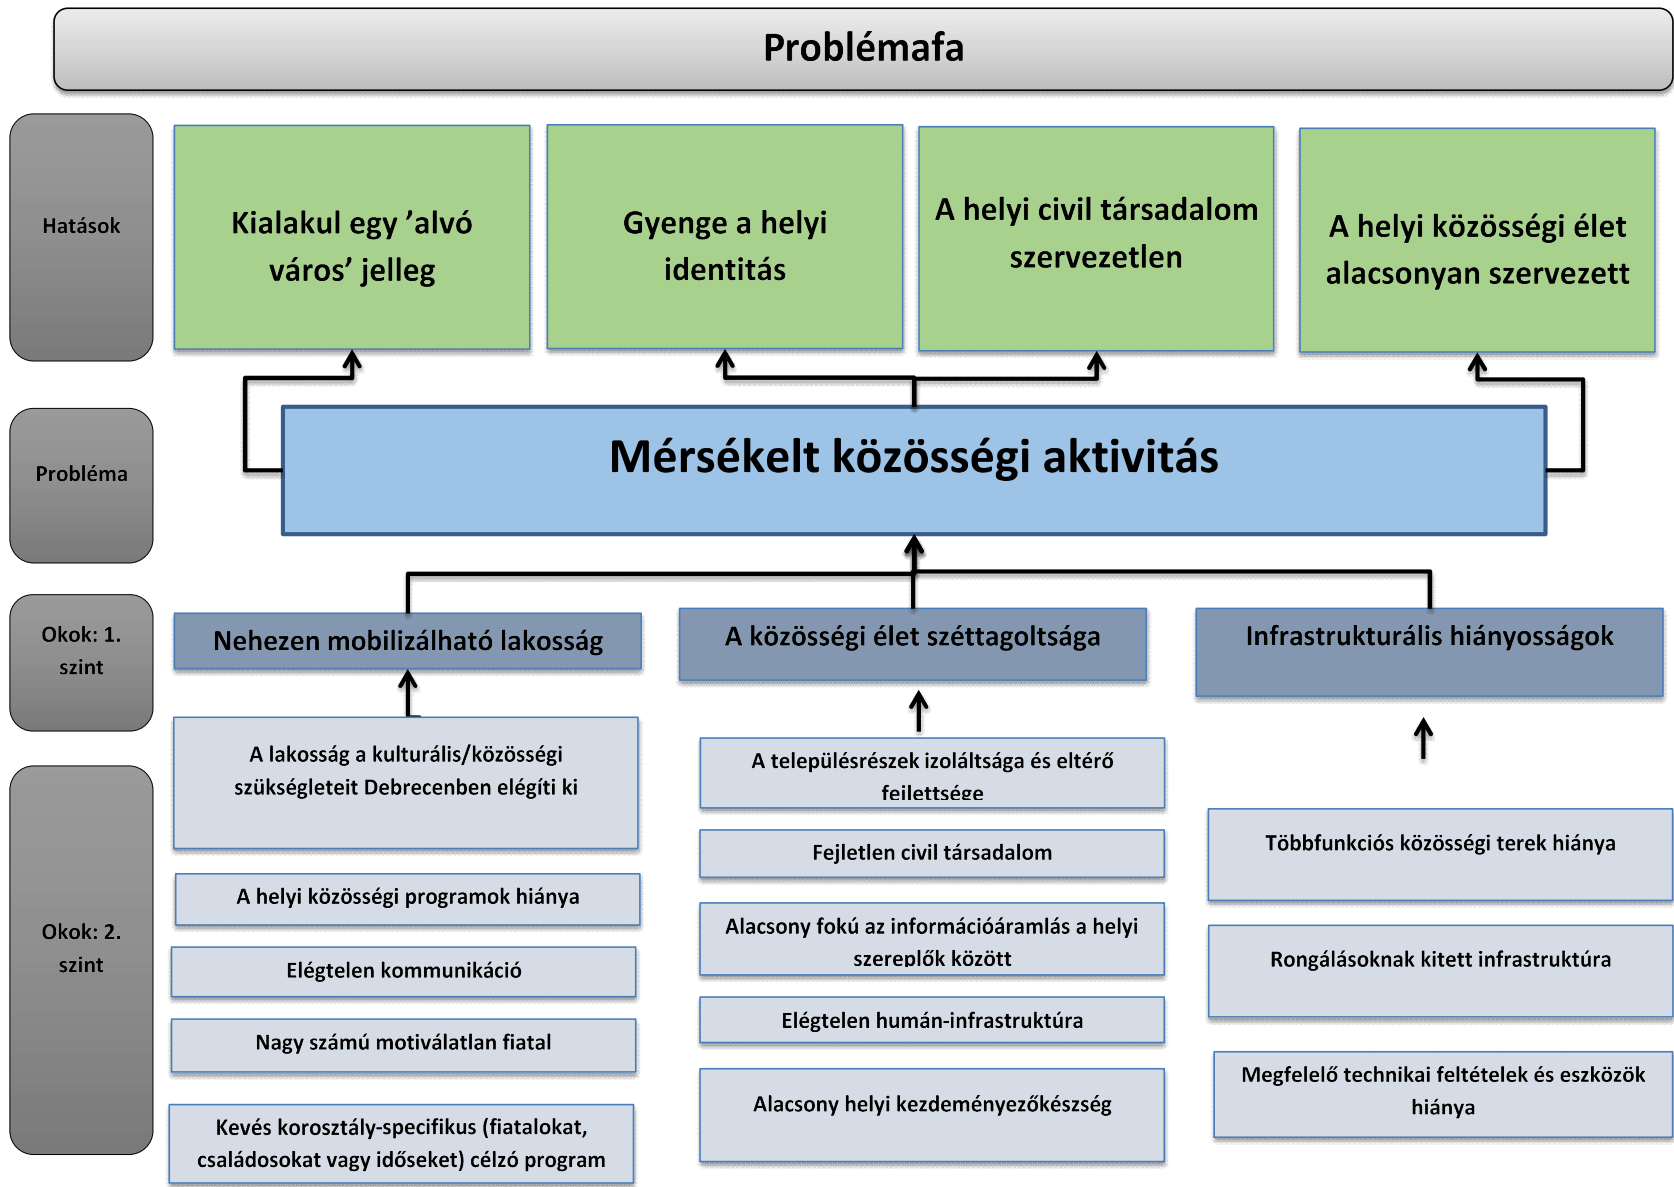 Problémafa
Hatások
Kialakul egy ’alvó
város’ jelleg
Gyenge a helyi
identitás
A helyi civil társadalom
szervezetlen
A helyi közösségi élet
alacsonyan szervezett
Probléma
Mérsékelt közösségi aktivitás
Okok: 1.
szint
Nehezen mobilizálható lakosság
A közösségi élet széttagoltsága
Infrastrukturális hiányosságok
Okok: 2.
szint
A lakosság a kulturális/közösségi
szükségleteit Debrecenben elégíti ki
A helyi közösségi programok hiánya
Elégtelen kommunikáció
Nagy számú motiválatlan fiatal
Kevés korosztály-specifikus (fiatalokat,
családosokat vagy időseket) célzó program
A településrészek izoláltsága és eltérő
fejlettsége
Fejletlen civil társadalom
Alacsony fokú az információáramlás a helyi
szereplők között
Elégtelen humán-infrastruktúra
Alacsony helyi kezdeményezőkészség
Többfunkciós közösségi terek hiánya
Rongálásoknak kitett infrastruktúra
Megfelelő technikai feltételek és eszközök
hiánya